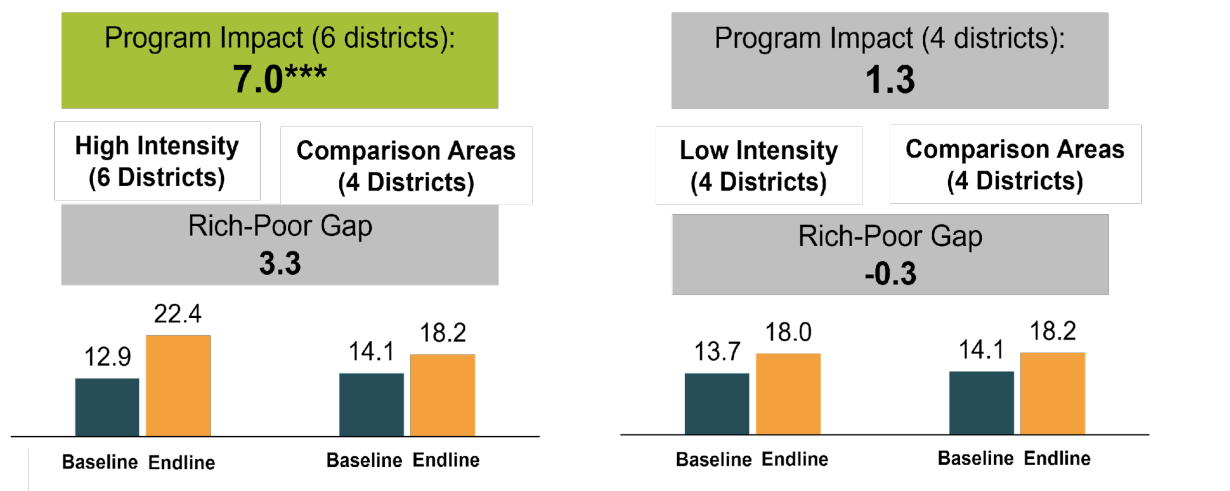 Program Impact (6 districts):
7.0***
High Intensity
(6 Districts)
Comparison Areas
(4 Districts)
Rich-Poor Gap
3.3
12.9
22.4
14.1
18.2
Baseline
Endline
Baseline
Endline
Program Impact (4 districts):
1.3
Low Intensity
(4 Districts)
Comparison Areas
(4 Districts)
Rich-Poor Gap
-0.3
13.7
18.0
14.1
18.2
Baseline
Endline
Baseline
Endline